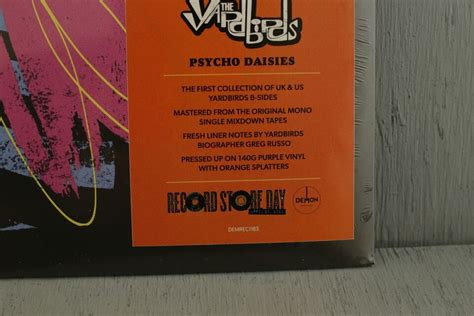 THE
YARDBIRDS
PSYCHO DAISIES
THE FIRST COLLECTION OF UK & US
YARDBIRDS B-SIDES
MASTERED FROM THE ORIGINAL MONO
SINGLE MIXDOWN TAPES
FRESH LINER NOTES BY YARDBIRDS
BIOGRAPHER GREG RUSSO
PRESSED UP ON 140G PURPLE VINYL
WITH ORANGE SPLATTERS
RECORD STORE DAY
DEMON